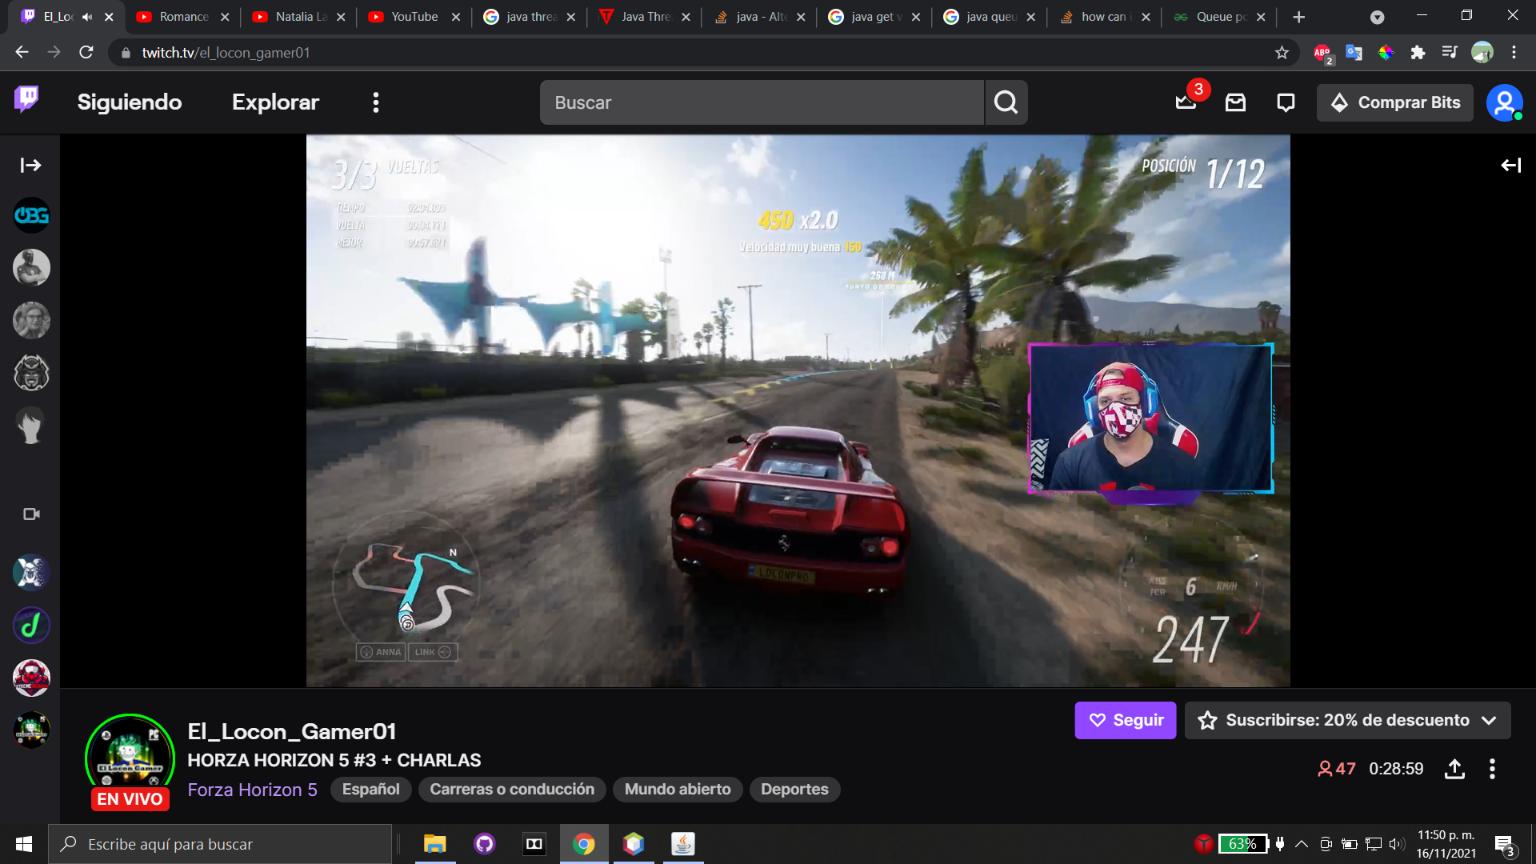 El_Loc
Romance
Natalia La
YouTube
java threa
Java Thre
java - Alte
java get v
java queu
how can i
Queue po
twitch.tv/el_locon_gamer01
ABP
2
Siguiendo
Explorar
Buscar
3
Comprar Bits
3/3 VUELTAS
TIEMPO
VUELTA
MEJOR
450 x2.0
Velocidad muy buena 150
POSICIÓN 1/12
N
ANNA
LINK
LOCONPRO
6
KM/H
247
El_Locon_Gamer01
HORZA HORIZON 5 #3 + CHARLAS
Forza Horizon 5
Español
Carreras o conducción
Mundo abierto
Deportes
EN VIVO
Seguir
Suscribirse: 20% de descuento
47
0:28:59
Escribe aquí para buscar
63%
11:50 p. m.
16/11/2021
3